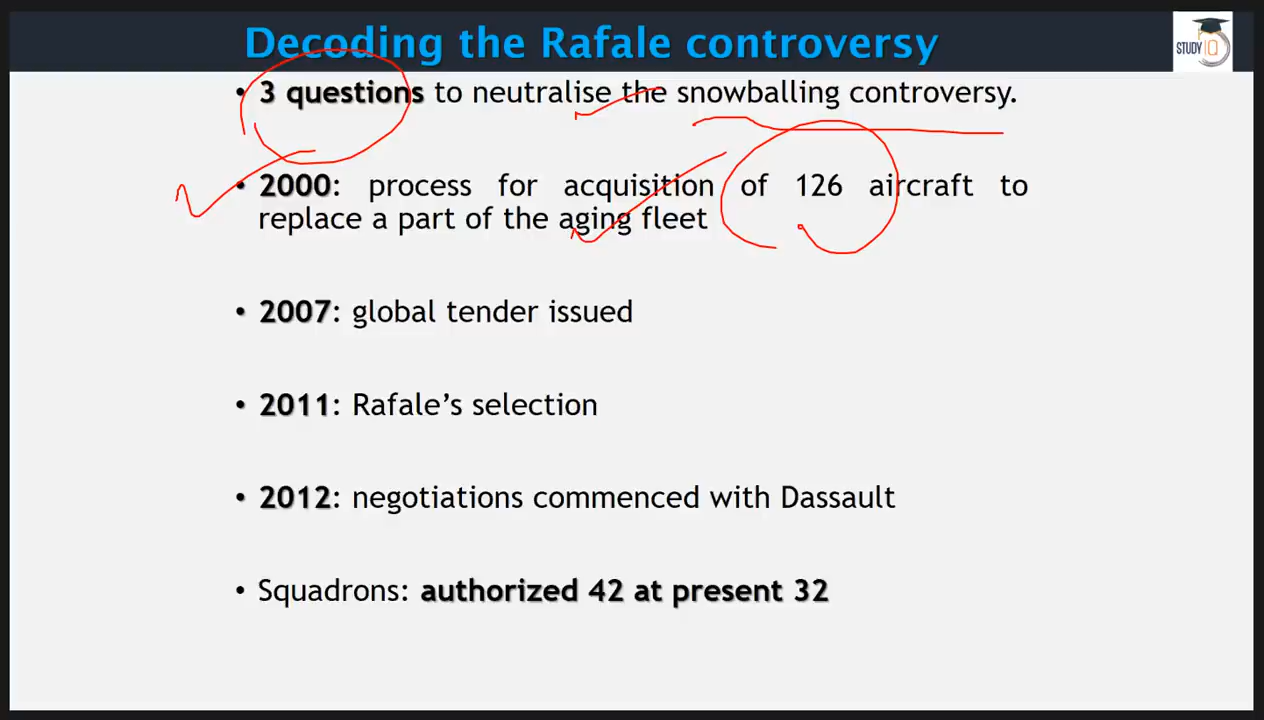 Decoding the Rafale controversy
STUDY IQ
• 3 questions to neutralise the snowballing controversy.
• 2000: process for acquisition of 126 aircraft to
replace a part of the aging fleet
• 2007: global tender issued
• 2011: Rafale’s selection
• 2012: negotiations commenced with Dassault
• Squadrons: authorized 42 at present 32